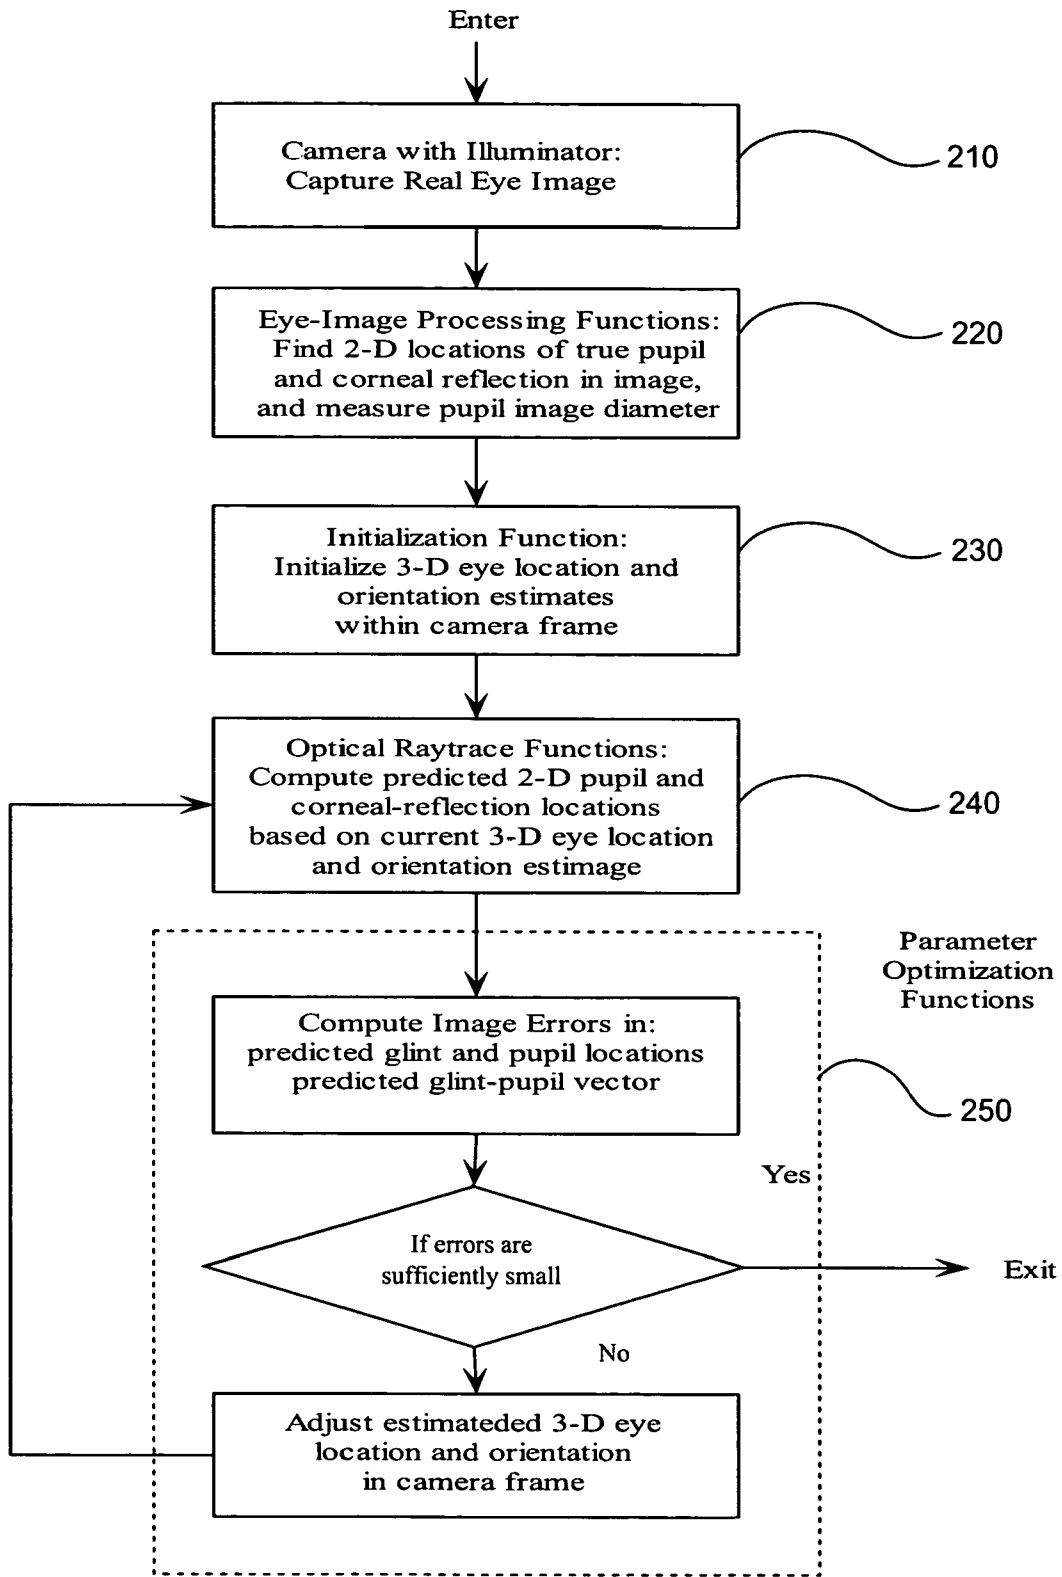 Enter
Camera with Illuminator:
Capture Real Eye Image
210
Eye-Image Processing Functions:
Find 2-D locations of true pupil
and corneal reflection in image,
and measure pupil image diameter
220
Initialization Function:
Initialize 3-D eye location and
orientation estimates
within camera frame
230
Optical Raytrace Functions:
Compute predicted 2-D pupil and
corneal-reflection locations
based on current 3-D eye location
and orientation estimage
240
Parameter
Optimization
Functions
Compute Image Errors in:
predicted glint and pupil locations
predicted glint-pupil vector
250
Yes
If errors are
sufficiently small
Exit
No
Adjust estimateded 3-D eye
location and orientation
in camera frame